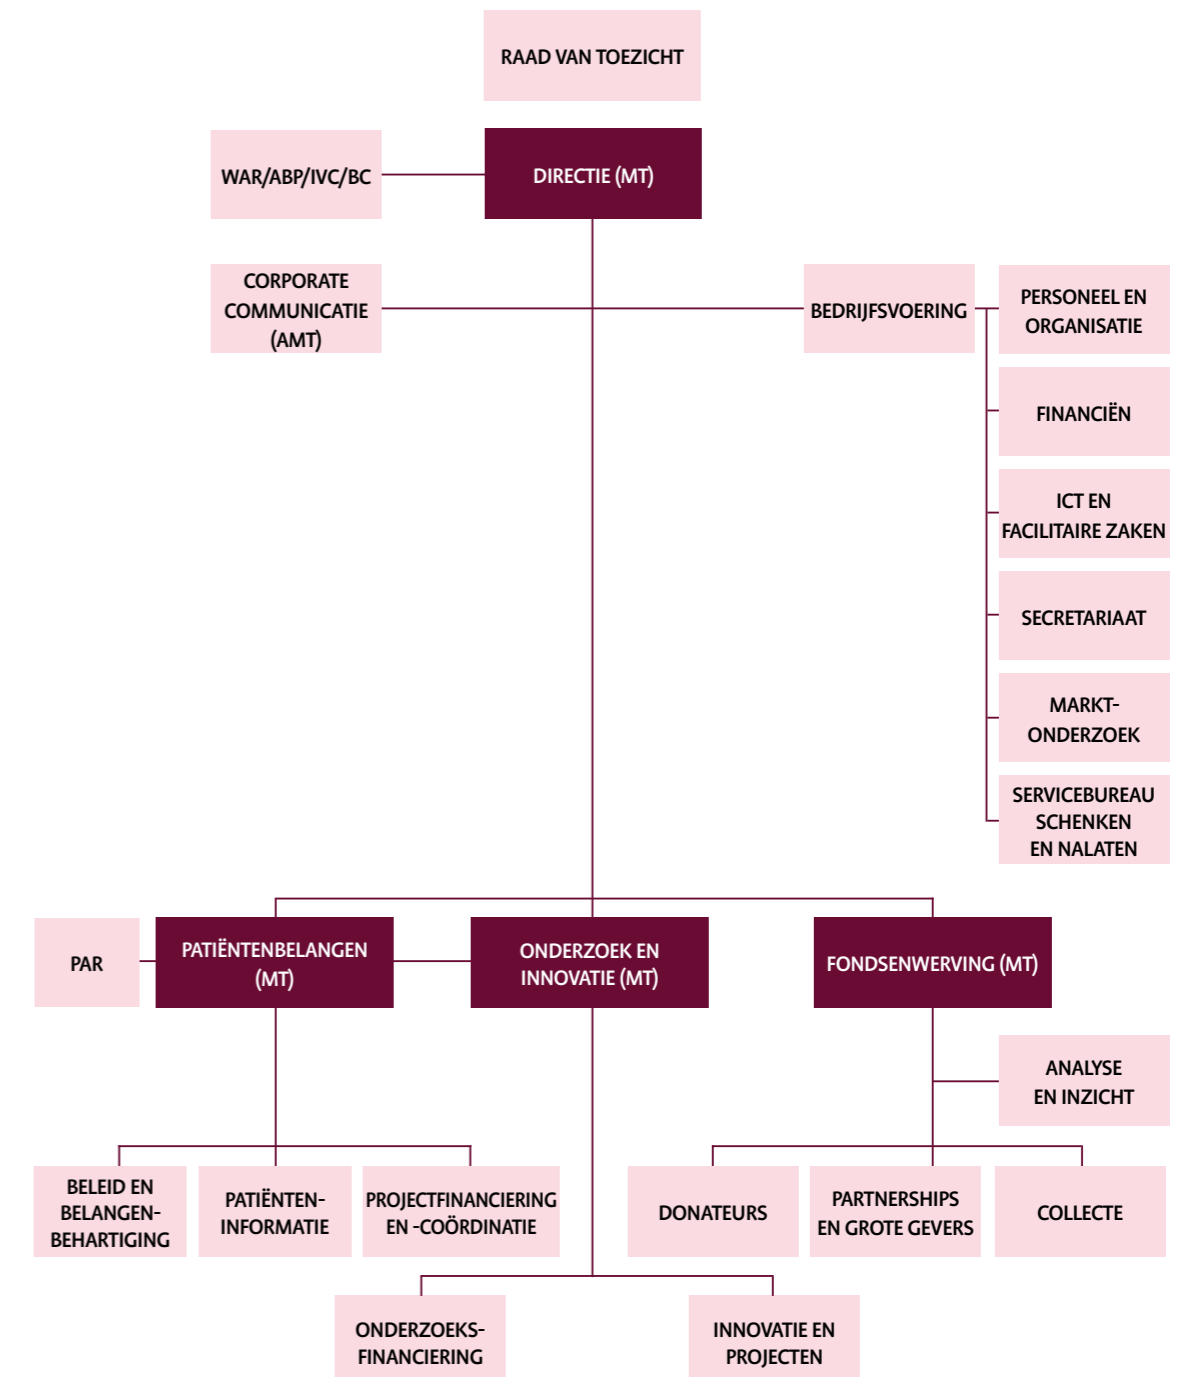 RAAD VAN TOEZICHT
WAR/ABP/IVC/BC
DIRECTIE (MT)
CORPORATE
COMMUNICATIE
(AMT)
BEDRIJFSVOERING
PERSONEEL EN
ORGANISATIE
FINANCIËN
ICT EN
FACILITAIRE ZAKEN
SECRETARIAAT
MARKT-
ONDERZOEK
SERVICEBUREAU
SCHENKEN
EN NALATEN
PAR
PATIËNTENBELANGEN
(MT)
ONDERZOEK EN
INNOVATIE (MT)
FONDSENWERVING (MT)
ANALYSE
EN INZICHT
BELEID EN
BELANGEN-
BEHARTIGING
PATIËNTEN-
INFORMATIE
PROJECTFINANCIERING
EN -COÖRDINATIE
DONATEURS
PARTNERSHIPS
EN GROTE GEVERS
COLLECTE
ONDERZOEKS-
FINANCIERING
INNOVATIE EN
PROJECTEN